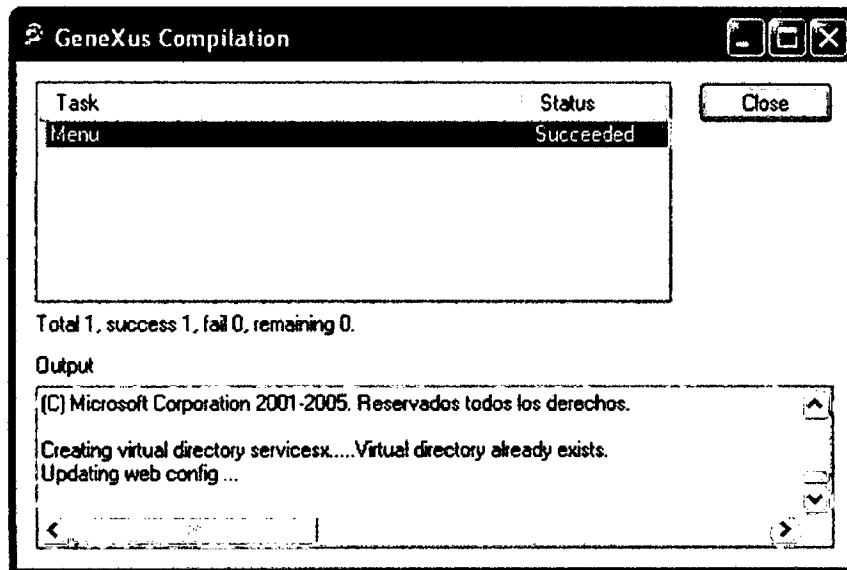 GeneXus Compilation
Task Status
Close
Menu Succeeded
Total 1, success 1, fail 0, remaining 0.
Output
(C) Microsoft Corporation 2001-2005. Reservados todos los derechos.
Creating virtual directory servicesx.....Virtual directory already exists.
Updating web config ...